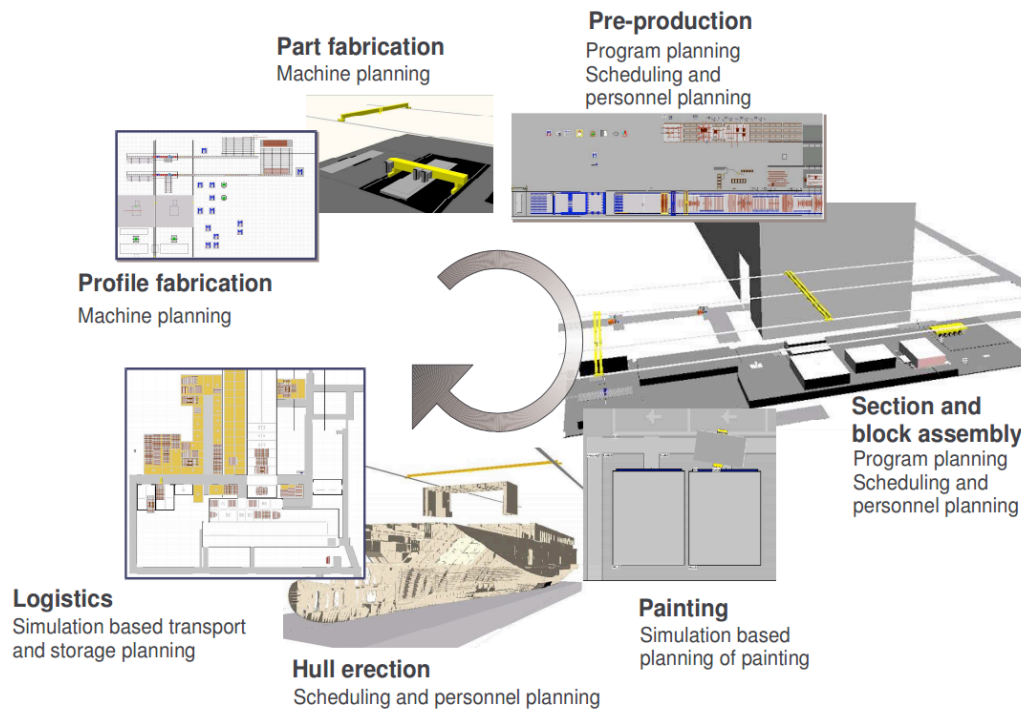 Pre-production
Program planning
Scheduling and
personnel planning
Part fabrication
Machine planning
Profile fabrication
Machine planning
Section and
block assembly
Program planning
Scheduling and
personnel planning
Logistics
Simulation based transport
and storage planning
Painting
Simulation based
planning of painting
Hull erection
Scheduling and personnel planning